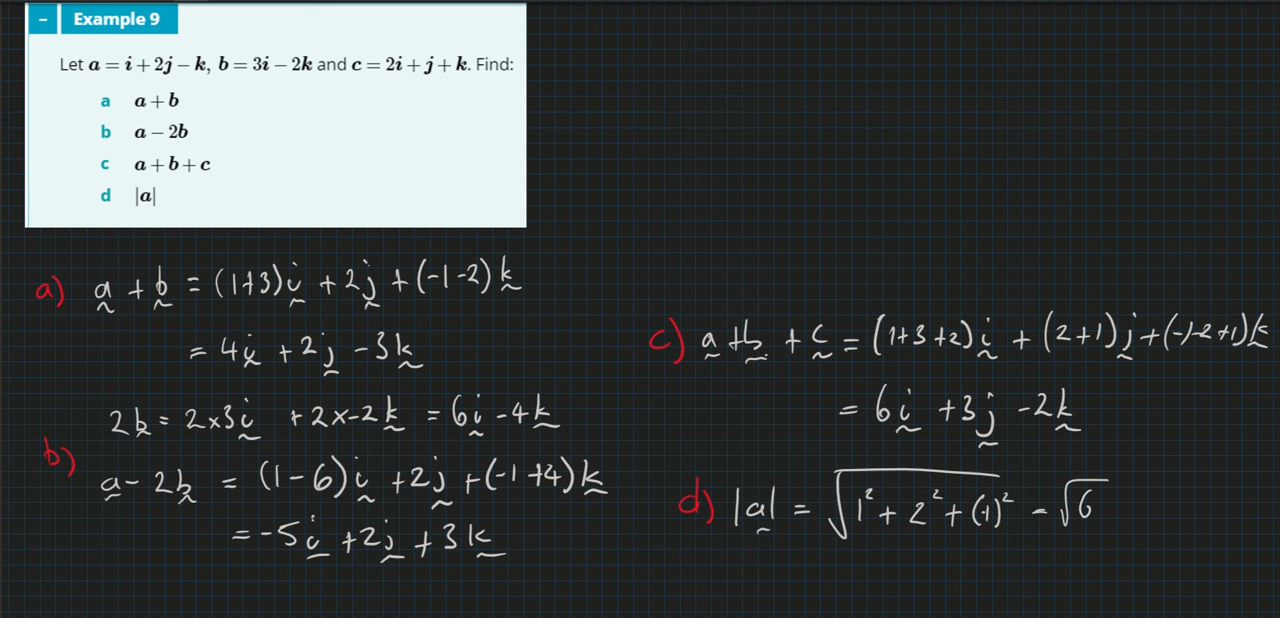 − Example 9
Let a = i + 2j − k, b = 3i − 2k and c = 2i + j + k. Find:
a a + b
b a − 2b
c a + b + c
d |a|
a) a + b = (1+3)i + 2j + (-1-2)k
= 4i + 2j - 3k
2b = 2×3i + 2×-2k = 6i - 4k
b) a - 2b = (1-6)i + 2j + (-1+4)k
= -5i + 2j + 3k
c) a + b + c = (1+3+2)i + (2+1)j + (-1-2+1)k
= 6i + 3j - 2k
d) |a| = √(1² + 2² + (-1)²) = √6